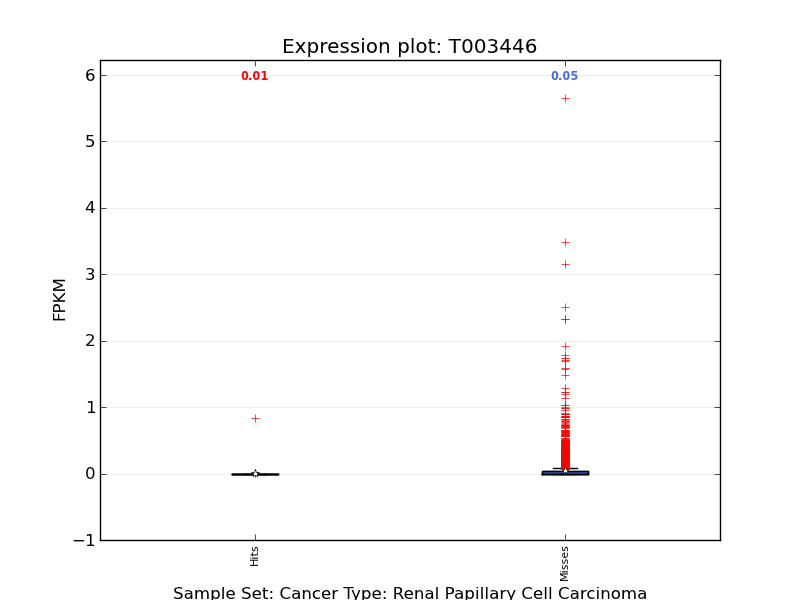 Expression plot: T003446
0.01
0.05
6
5
4
3
2
1
0
−1
FPKM
Hits
Misses
Sample Set: Cancer Type: Renal Papillary Cell Carcinoma